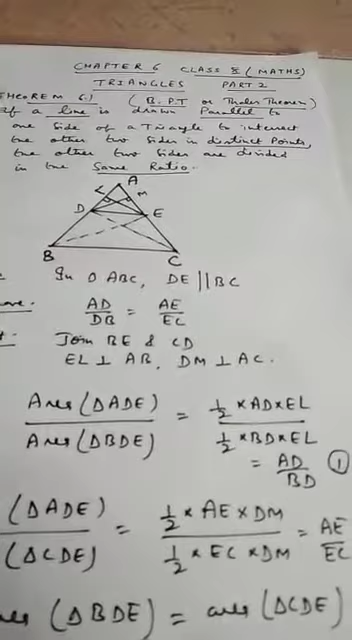 CHAPTER 6 CLASS 8 (MATHS)
TRIANGLES PART 2
THEOREM 6.1 (B.P.T or Thales Theorem)
If a line is drawn Parallel to
one side of a Triangle to intersect
the other two Sides in distinct Points,
the other two sides are divided
in the Same Ratio.
A
L M
D E
B C
In Δ ABC, DE || BC
AD/DB = AE/EC
Join BE & CD
EL ⊥ AB, DM ⊥ AC.
Area (ΔADE) / Area (ΔBDE) = ½ × AD × EL / ½ × BD × EL
= AD/BD ①
(ΔADE) / (ΔCDE) = ½ × AE × DM / ½ × EC × DM = AE/EC
(ΔBDE) = area (ΔCDE)